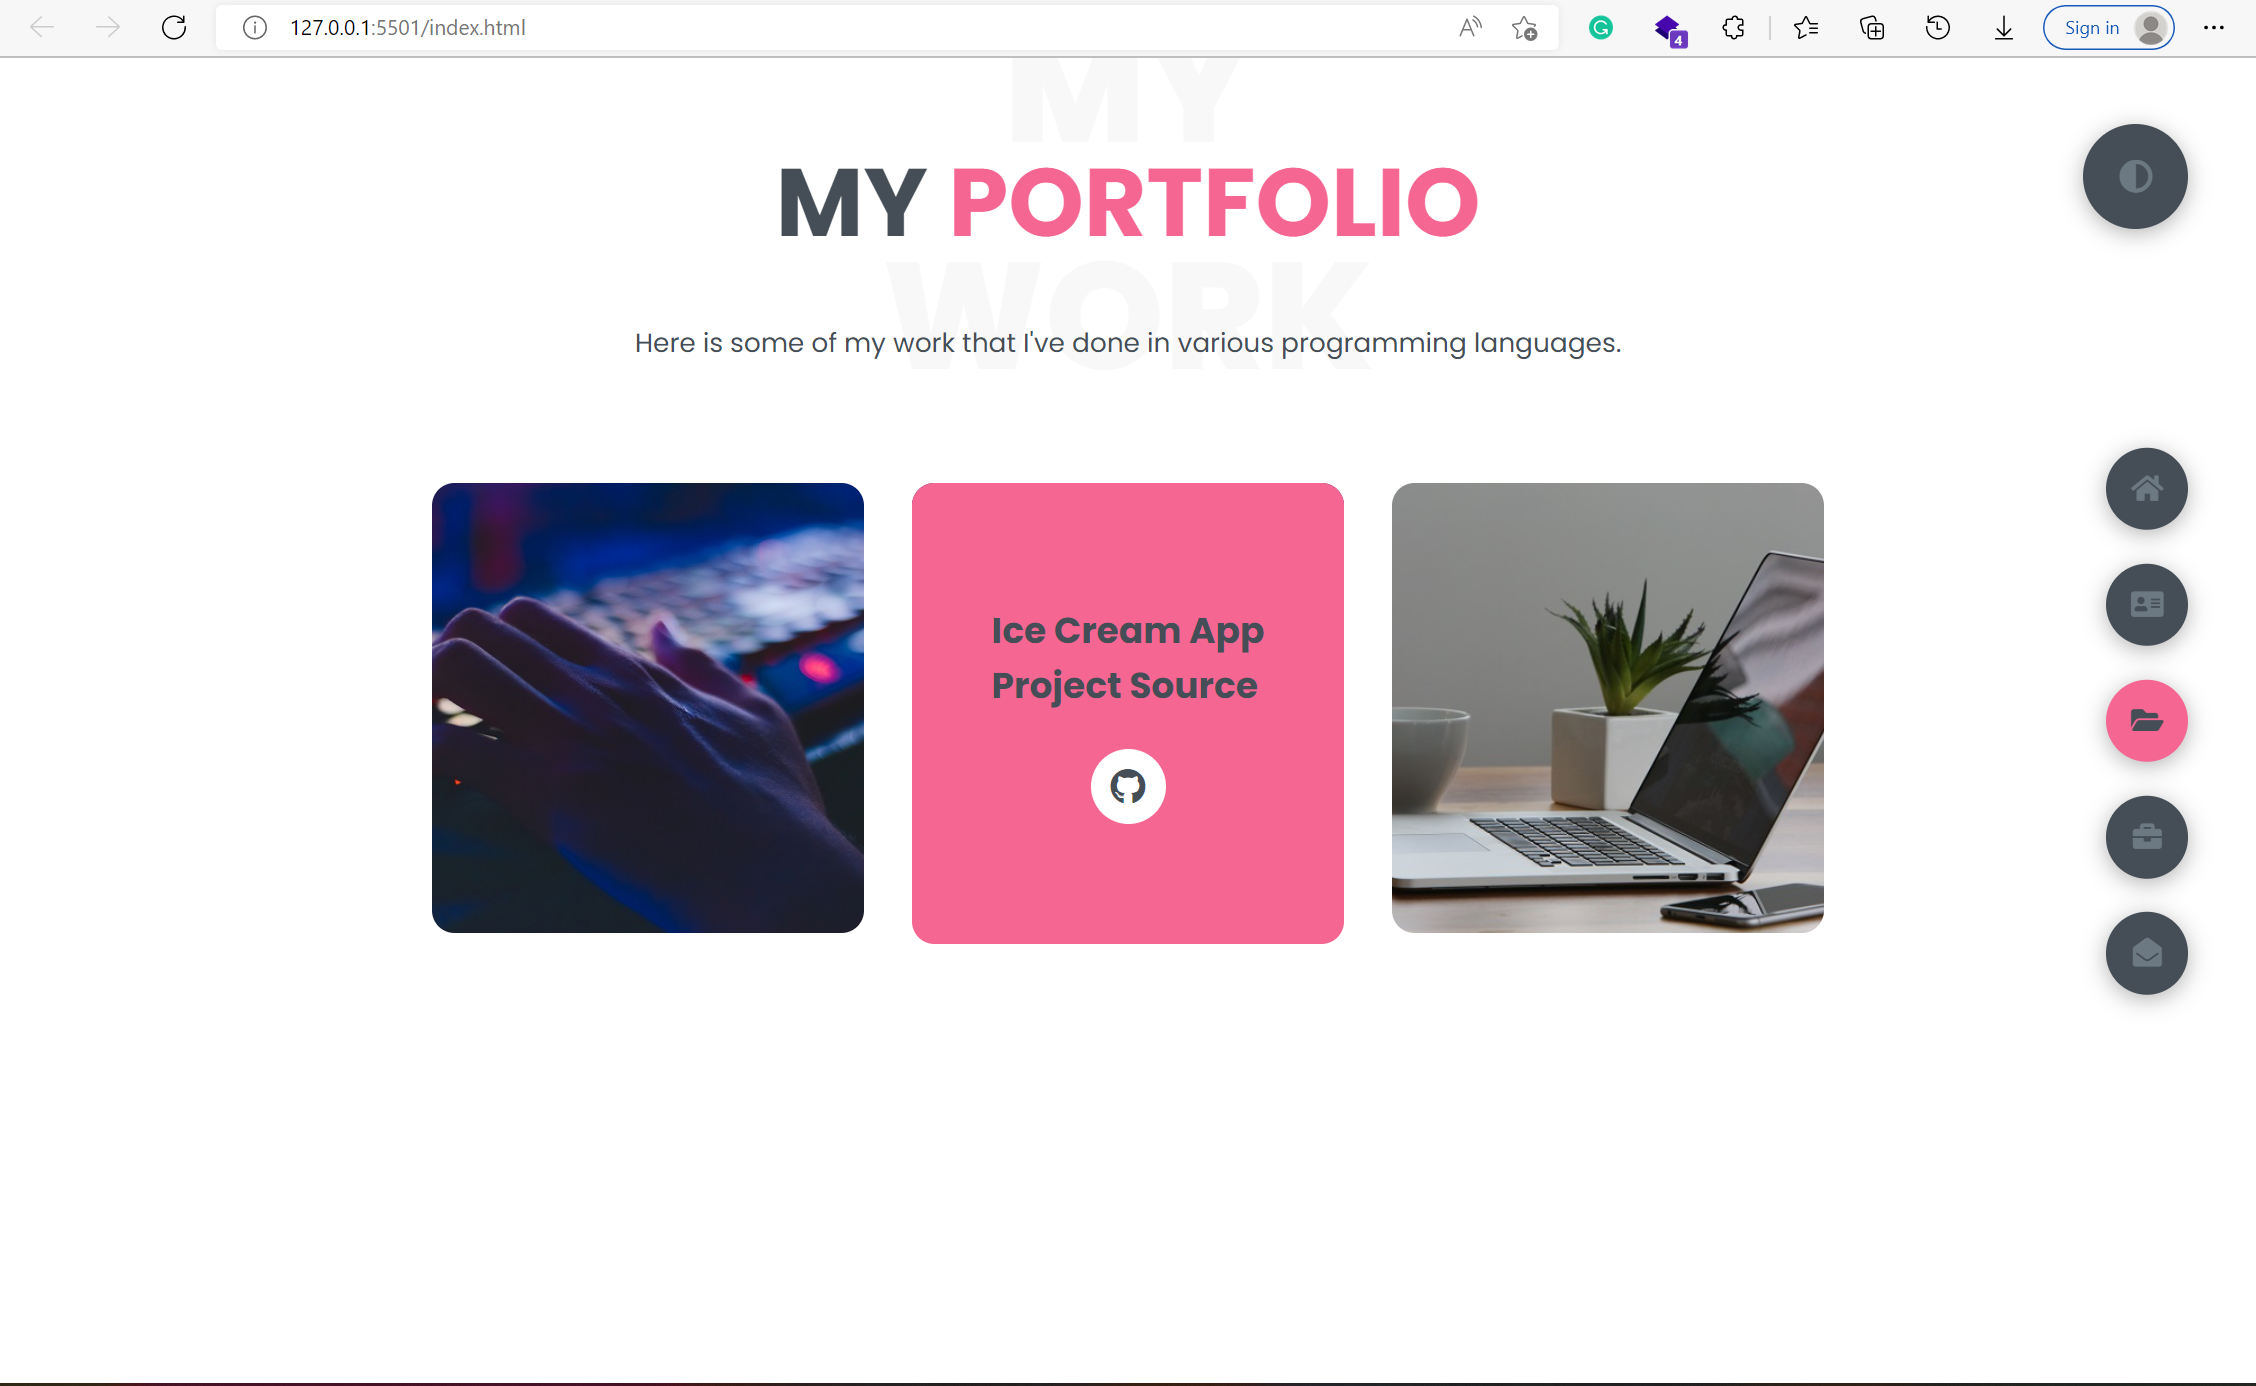 127.0.0.1:5501/index.html
4
Sign in
MY
MY PORTFOLIO
WORK
Here is some of my work that I've done in various programming languages.
Ice Cream App
Project Source